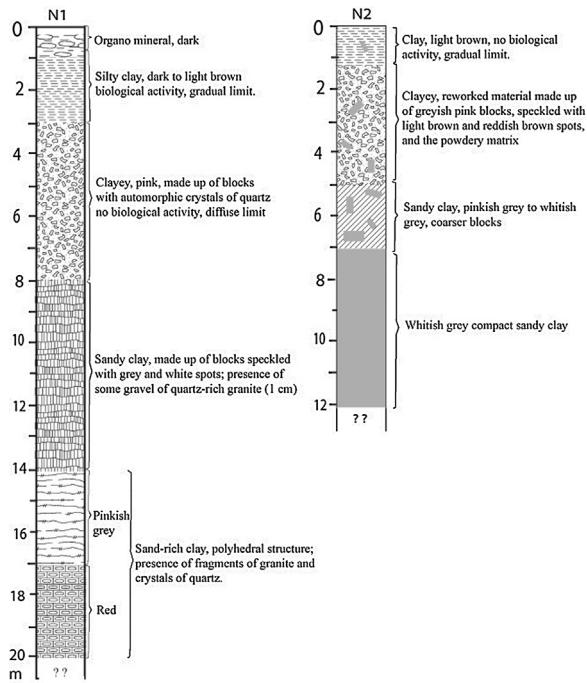 N1
0
2
4
6
8
10
12
14
16
18
20
m
? ?
Organo mineral, dark
Silty clay, dark to light brown
biological activity, gradual limit.
Clayey, pink, made up of blocks
with automorphic crystals of quartz
no biological activity, diffuse limit
Sandy clay, made up of blocks speckled
with grey and white spots; presence of
some gravel of quartz-rich granite (1 cm)
Pinkish
grey
Red
Sand-rich clay, polyhedral structure;
presence of fragments of granite and
crystals of quartz.
N2
0
2
4
6
8
10
12
? ?
Clay, light brown, no biological
activity, gradual limit.
Clayey, reworked material made up
of greyish pink blocks, speckled with
light brown and reddish brown spots,
and the powdery matrix
Sandy clay, pinkish grey to whitish
grey, coarser blocks
Whitish grey compact sandy clay